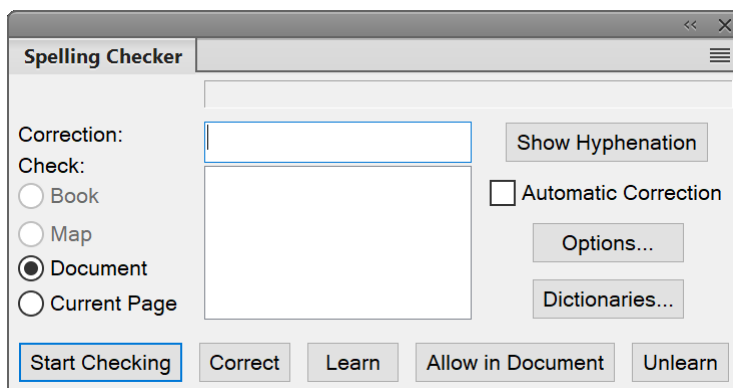 Spelling Checker
Correction:
Show Hyphenation
Check:
Book
Automatic Correction
Map
Options...
Document
Current Page
Dictionaries...
Start Checking
Correct
Learn
Allow in Document
Unlearn